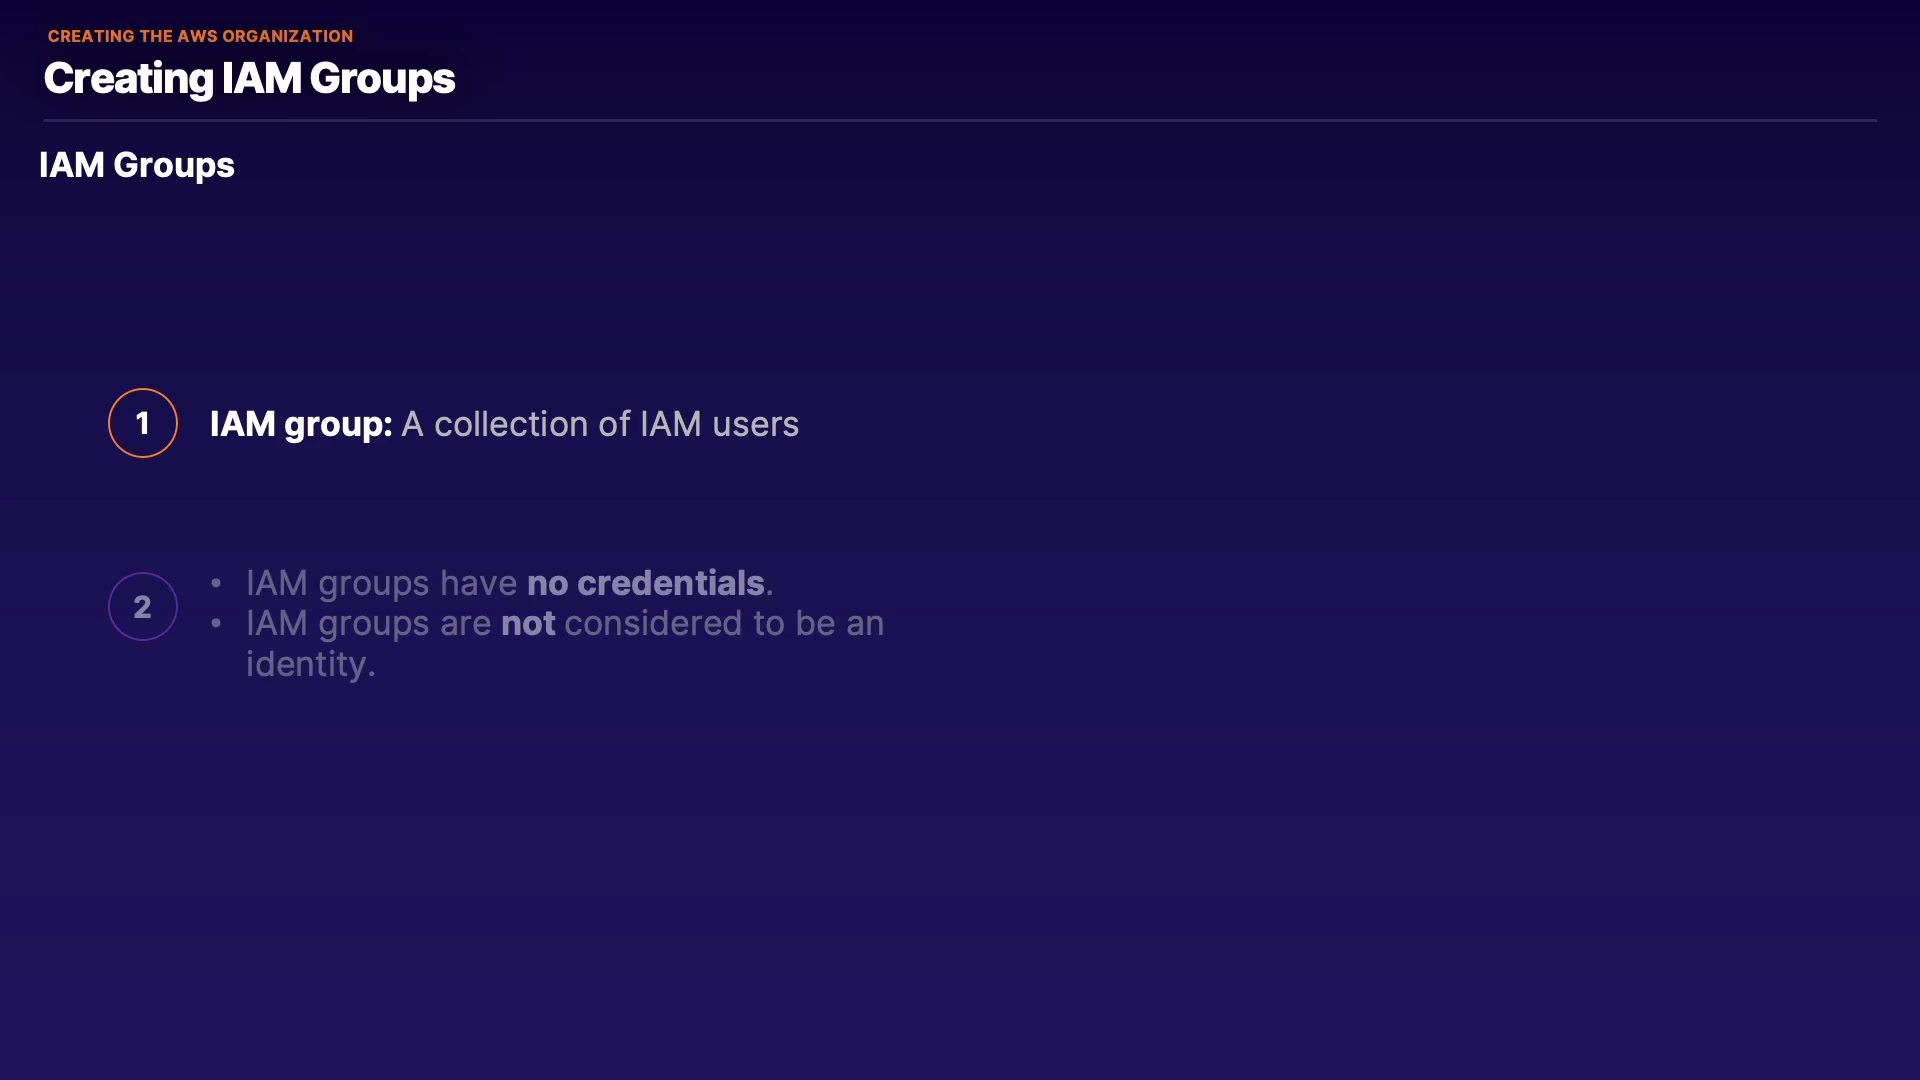 CREATING THE AWS ORGANIZATION
Creating IAM Groups
IAM Groups
1
IAM group: A collection of IAM users
2
• IAM groups have no credentials.
• IAM groups are not considered to be an
identity.